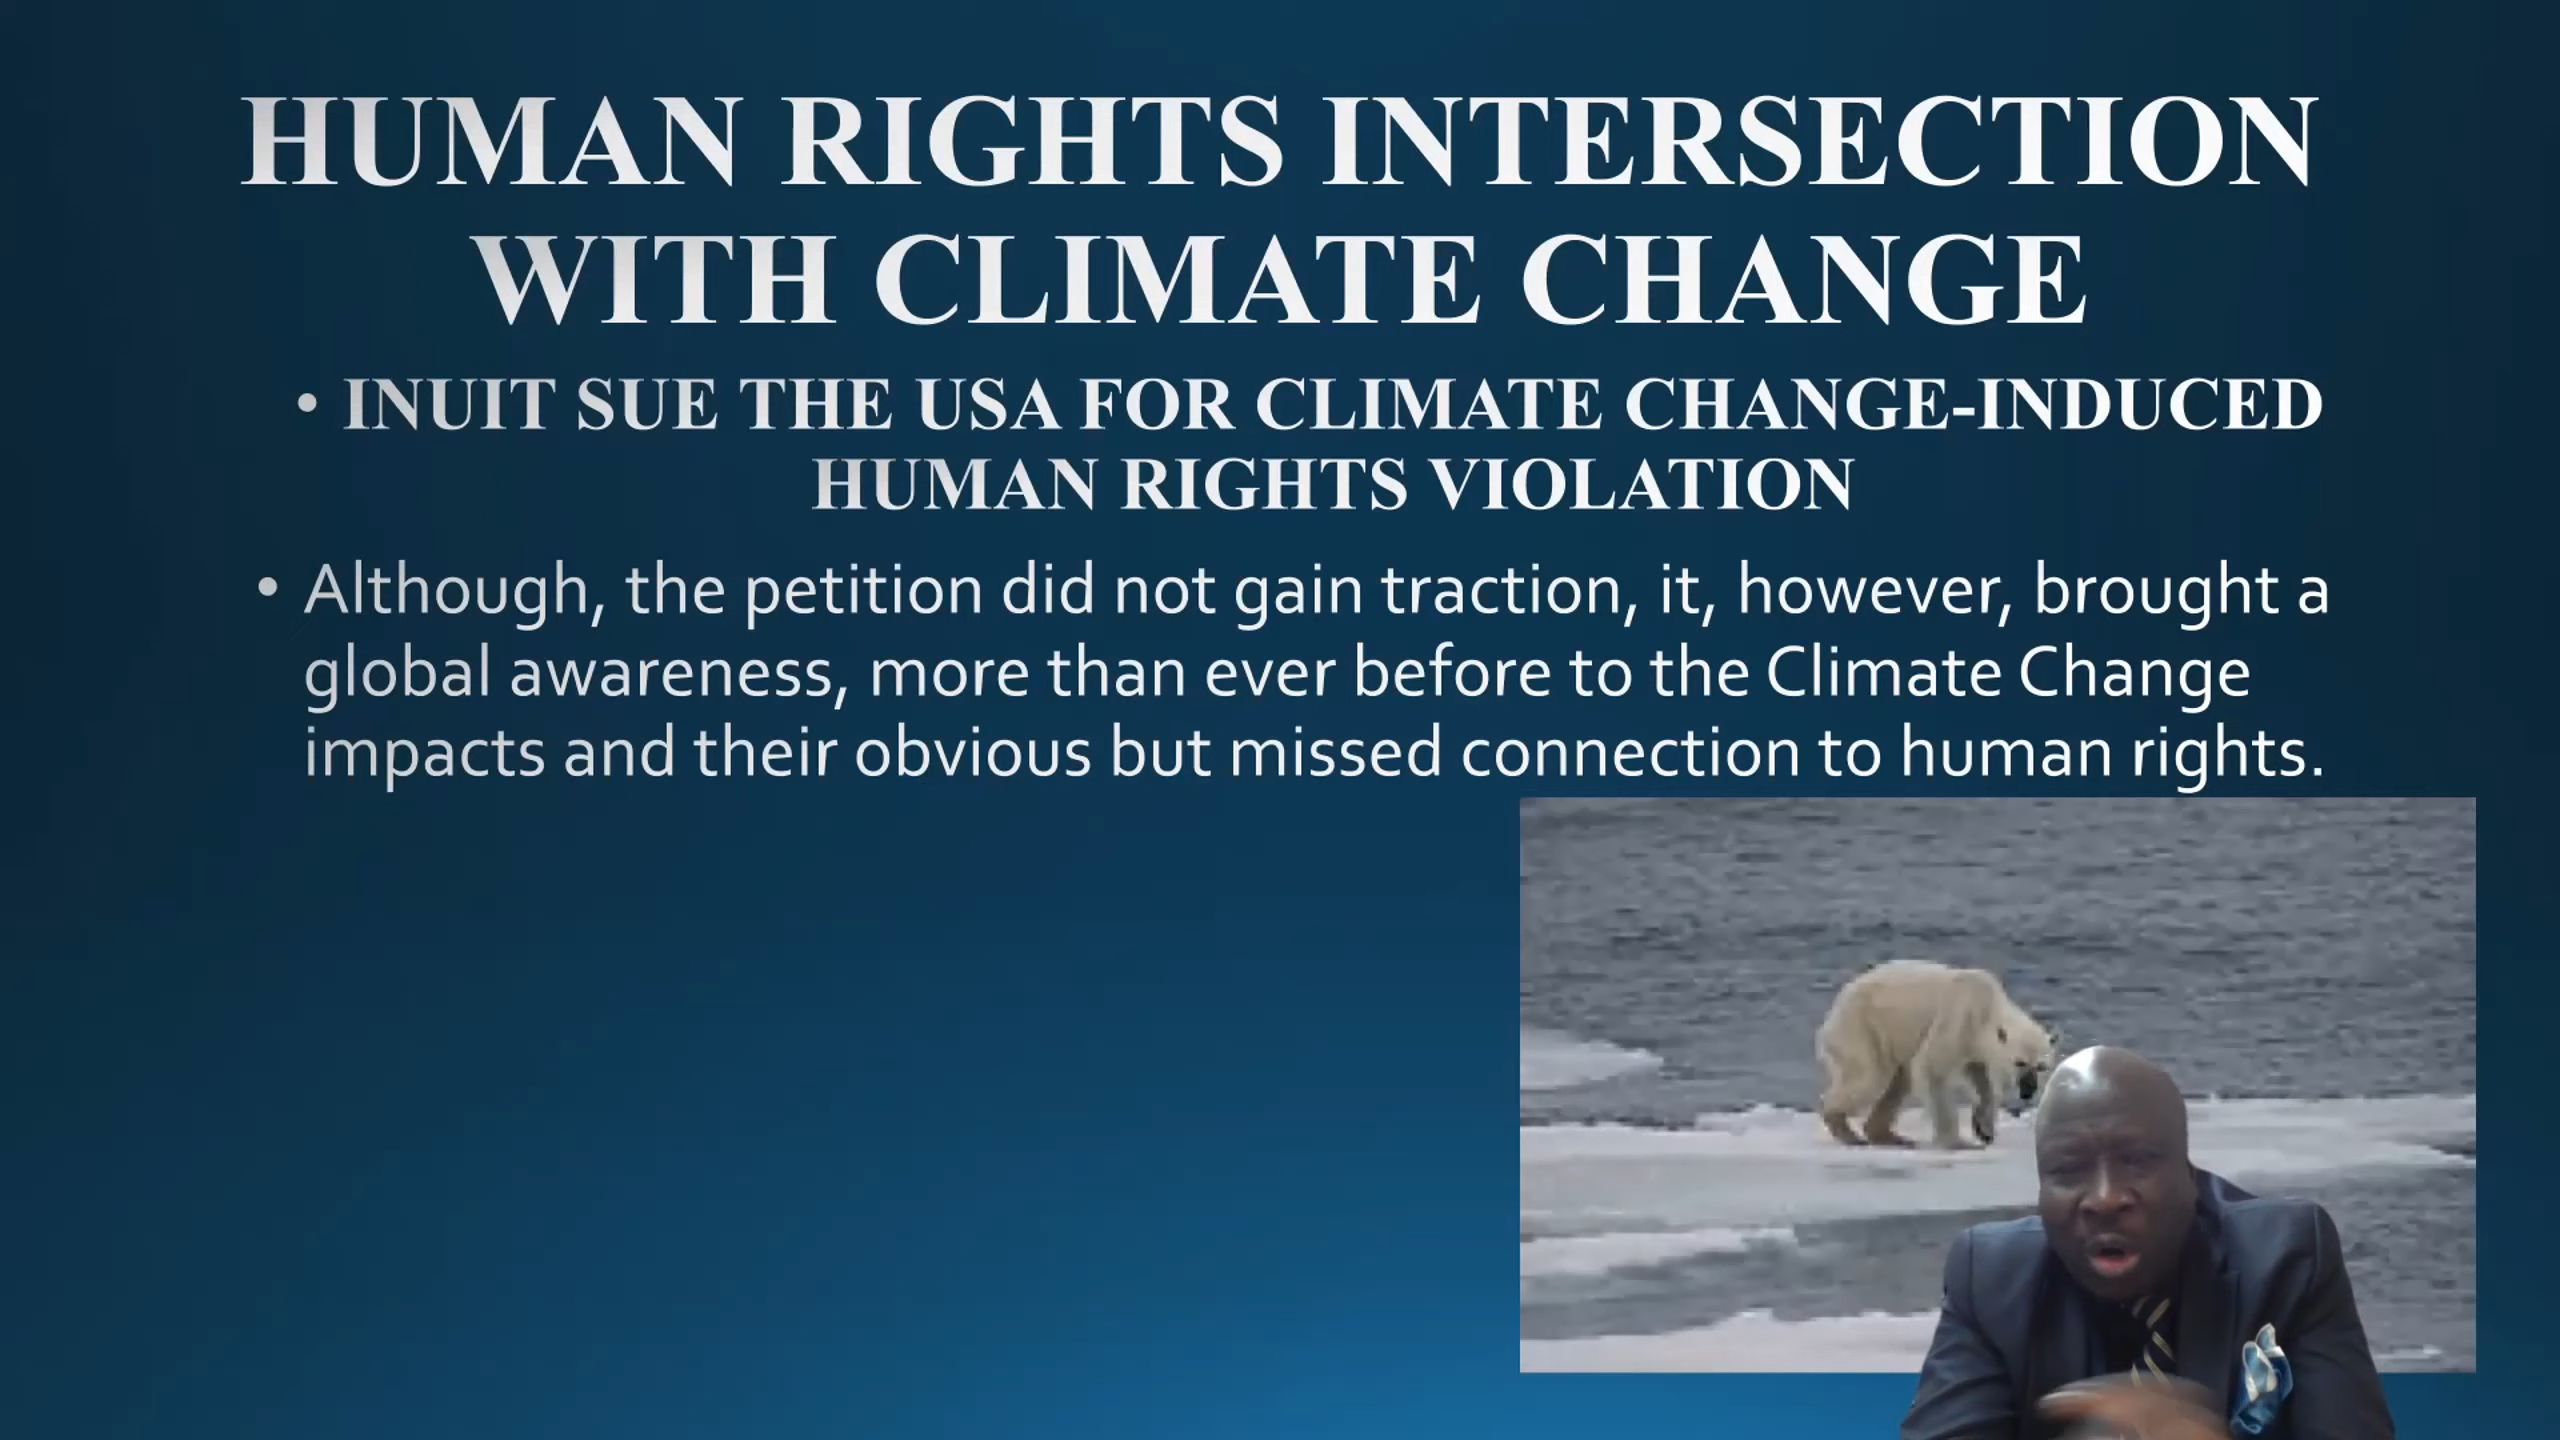 HUMAN RIGHTS INTERSECTION
WITH CLIMATE CHANGE
• INUIT SUE THE USA FOR CLIMATE CHANGE-INDUCED
HUMAN RIGHTS VIOLATION
• Although, the petition did not gain traction, it, however, brought a
global awareness, more than ever before to the Climate Change
impacts and their obvious but missed connection to human rights.